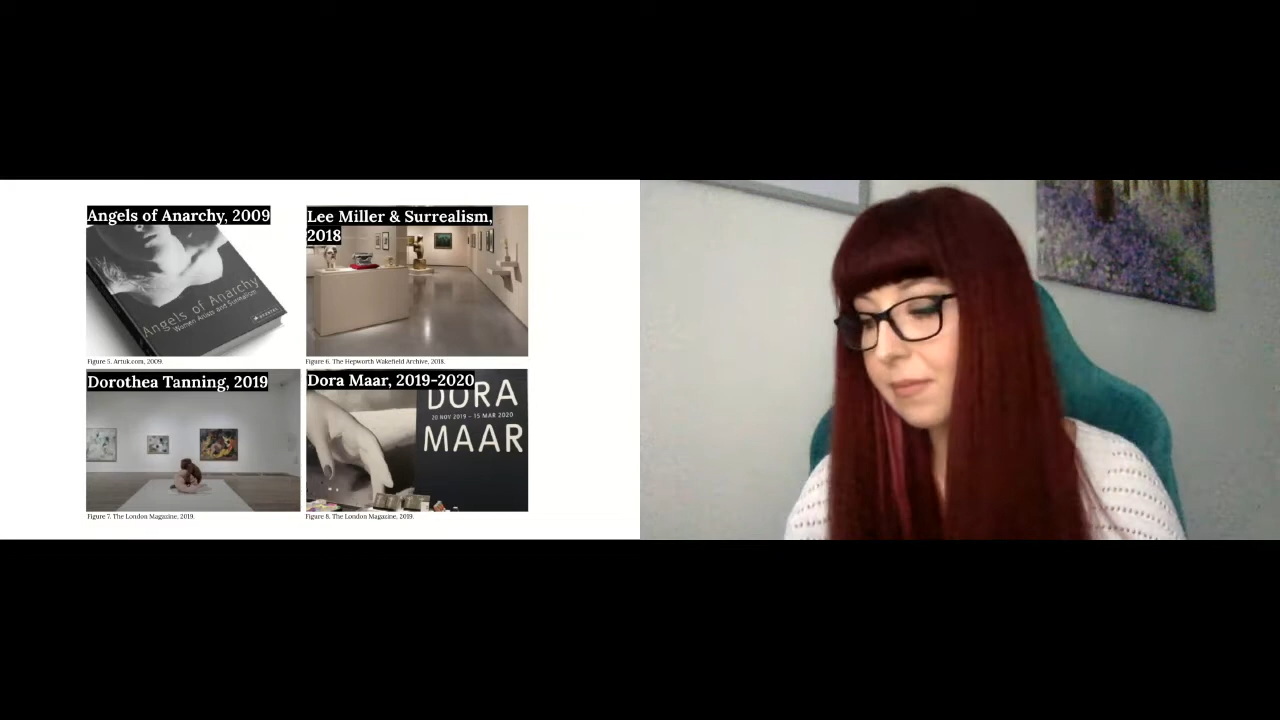 Angels of Anarchy, 2009
Angels of Anarchy
Women Artists and Surrealism
Figure 5. Artuk.com, 2009.
Lee Miller & Surrealism,
2018
Figure 6. The Hepworth Wakefield Archive, 2018.
Dorothea Tanning, 2019
Figure 7. The London Magazine, 2019.
Dora Maar, 2019-2020
DORA
20 NOV 2019 – 15 MAR 2020
MAAR
Figure 8. The London Magazine, 2019.